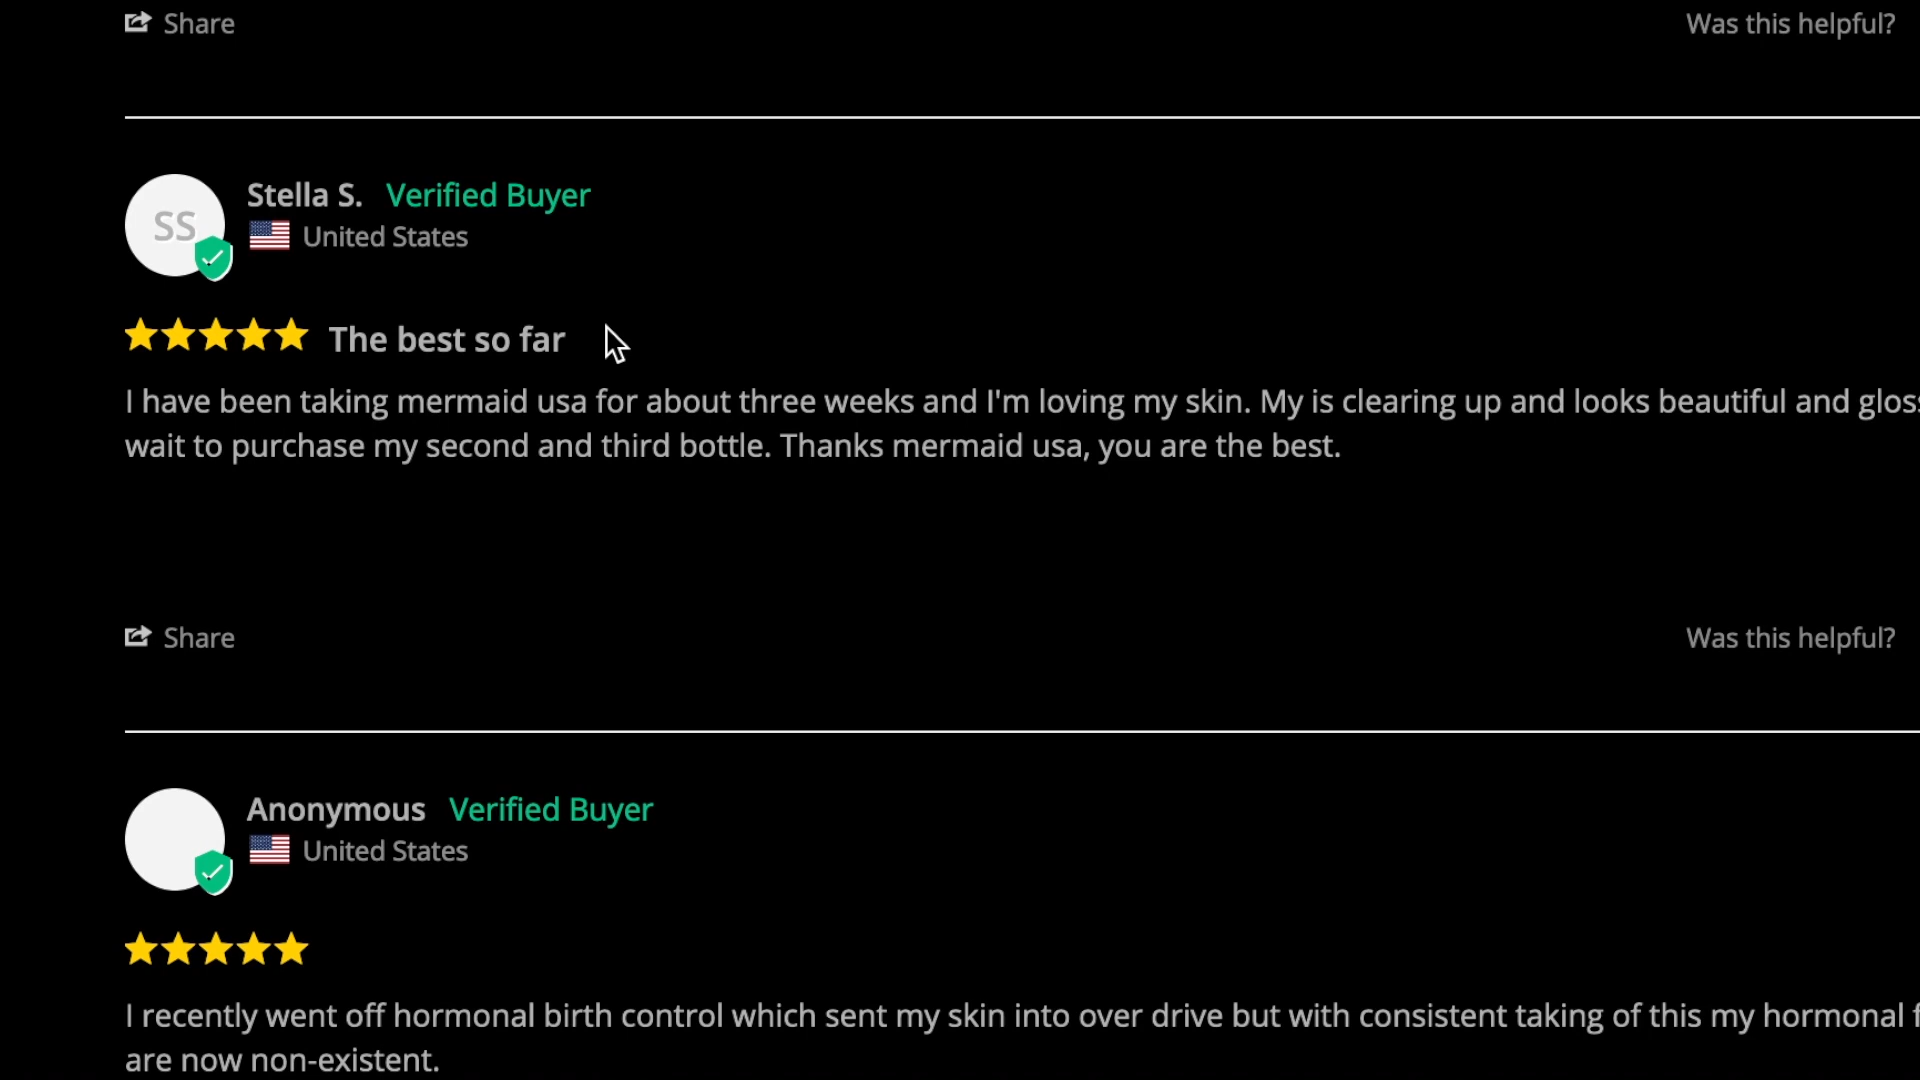 Share
Was this helpful?
SS
Stella S. Verified Buyer
United States
The best so far
I have been taking mermaid usa for about three weeks and I'm loving my skin. My is clearing up and looks beautiful and
wait to purchase my second and third bottle. Thanks mermaid usa, you are the best.
Share
Was this helpful?
Anonymous Verified Buyer
United States
I recently went off hormonal birth control which sent my skin into over drive but with consistent taking of this my hormonal
are now non-existent.